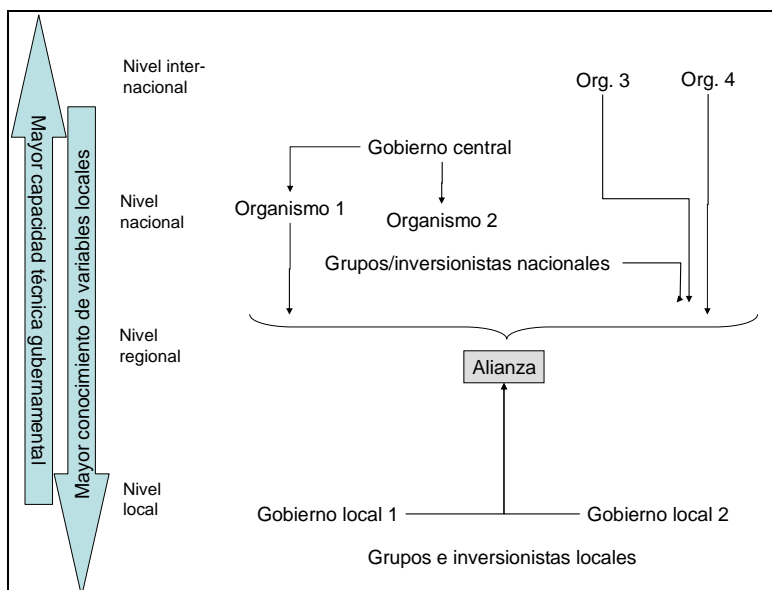 Mayor capacidad técnica gubernamental
Mayor conocimiento de variables locales
Nivel inter-
nacional
Org. 3
Org. 4
Gobierno central
Nivel
nacional
Organismo 1
Organismo 2
Grupos/inversionistas nacionales
Nivel
regional
Alianza
Nivel
local
Gobierno local 1
Gobierno local 2
Grupos e inversionistas locales